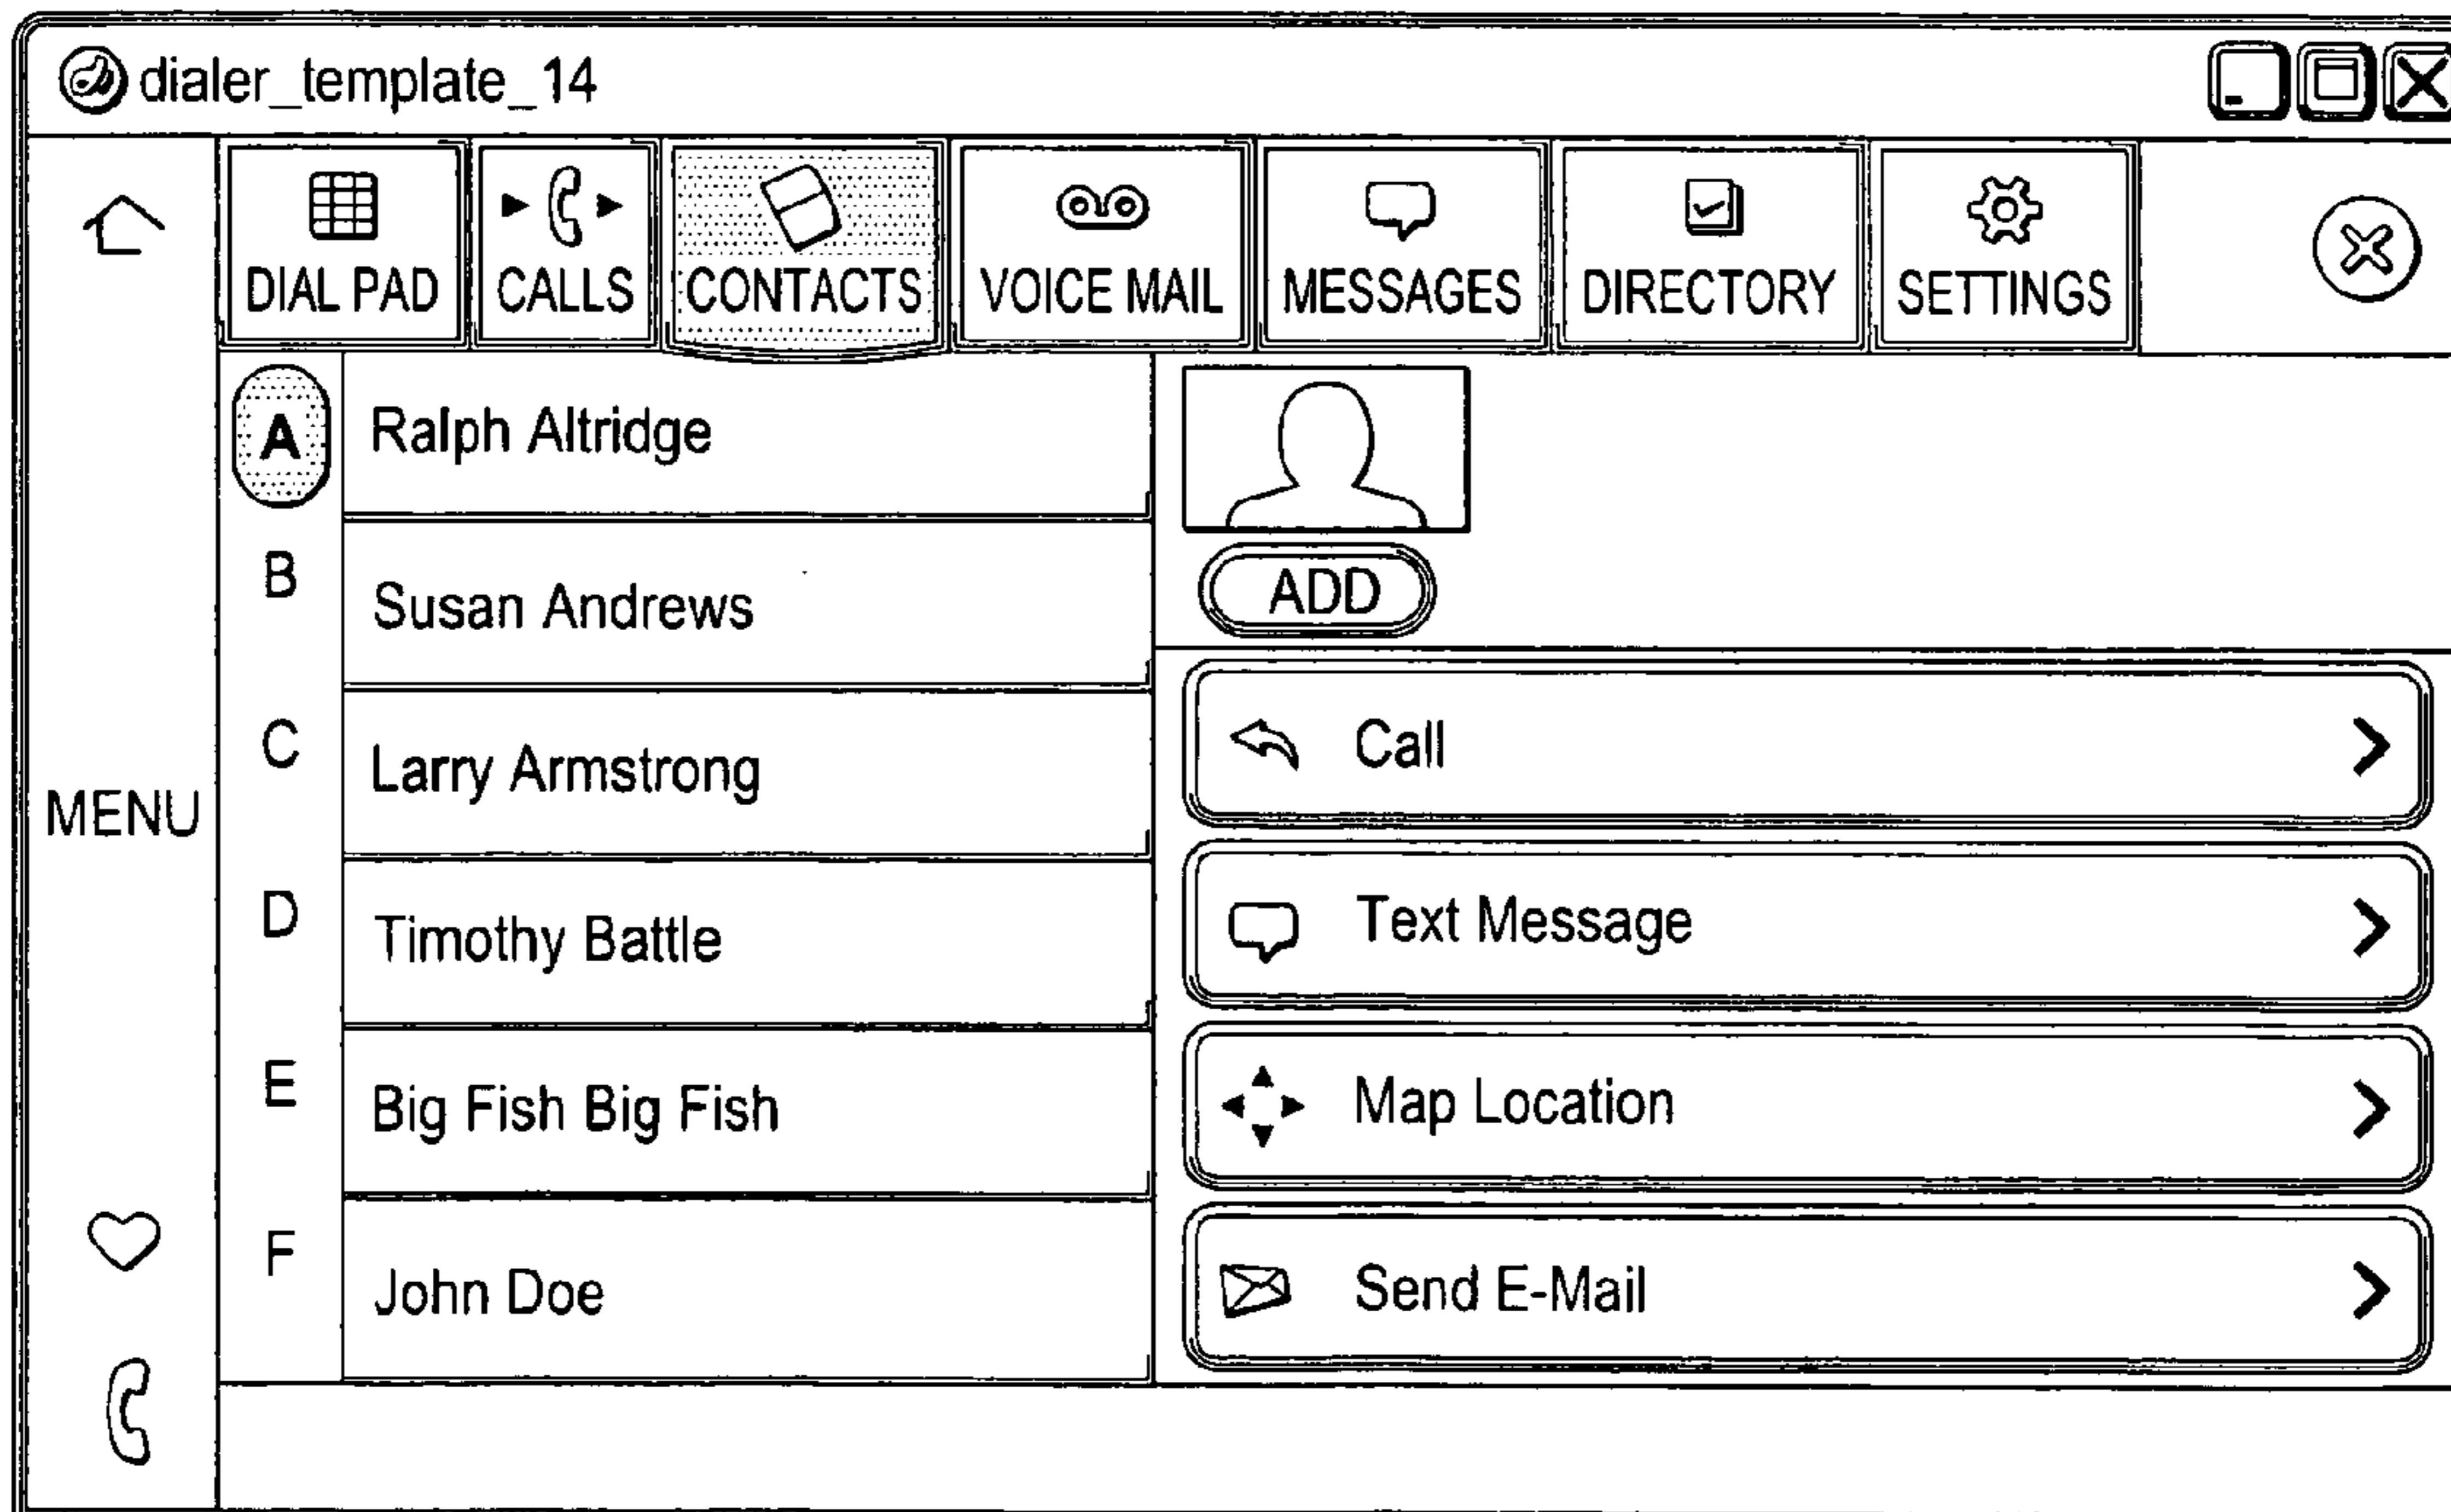 dialer_template_14
DIAL PAD
CALLS
CONTACTS
VOICE MAIL
MESSAGES
DIRECTORY
SETTINGS
MENU
A
B
C
D
E
F
Ralph Altridge
Susan Andrews
Larry Armstrong
Timothy Battle
Big Fish Big Fish
John Doe
ADD
Call
Text Message
Map Location
Send E-Mail